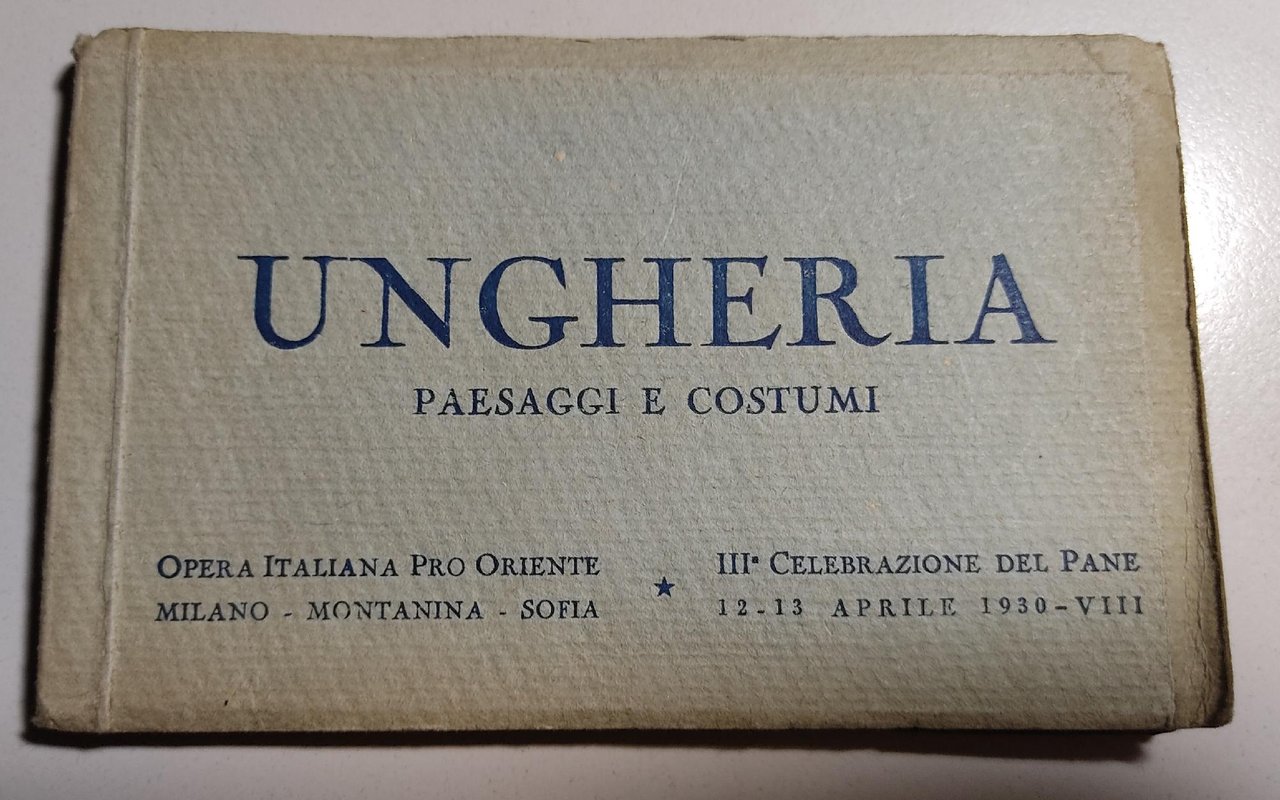 UNGHERIA
PAESAGGI E COSTUMI
OPERA ITALIANA PRO ORIENTE
MILANO - MONTANINA - SOFIA
★
IIIª CELEBRAZIONE DEL PANE
12-13 APRILE 1930-VIII